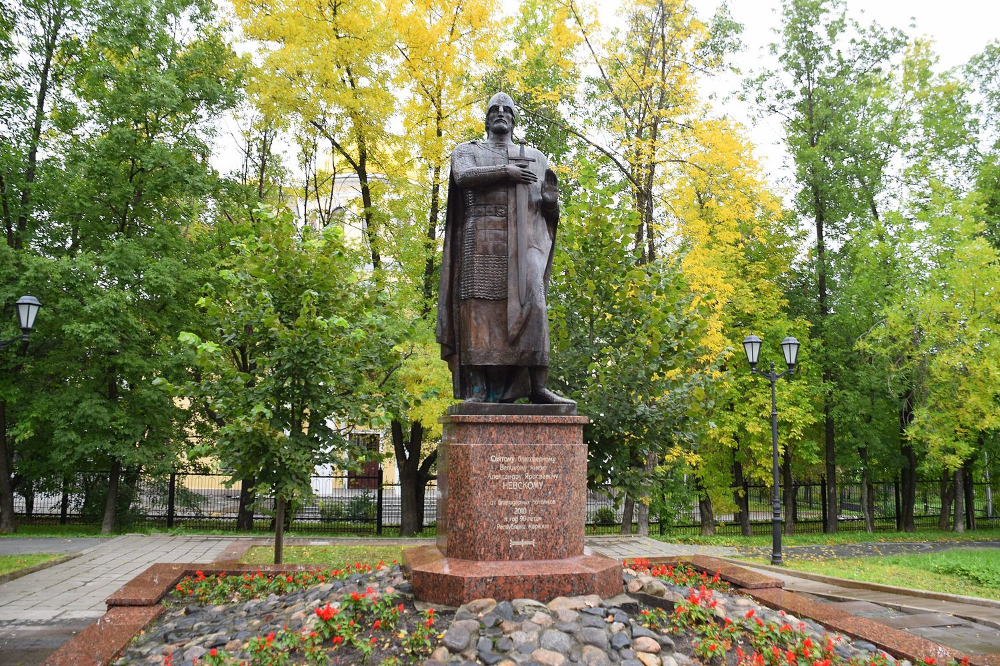 Святому благоверному
Великому князю
Александру Ярославичу
НЕВСКОМУ
от благодарных потомков
2010 г.
в год 90-летия
Республики Карелия